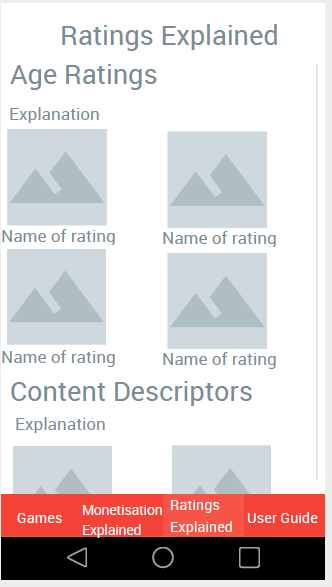 Ratings Explained
Age Ratings
Explanation
Name of rating
Name of rating
Name of rating
Name of rating
Content Descriptors
Explanation
Games
Monetisation
Explained
Ratings
Explained
User Guide